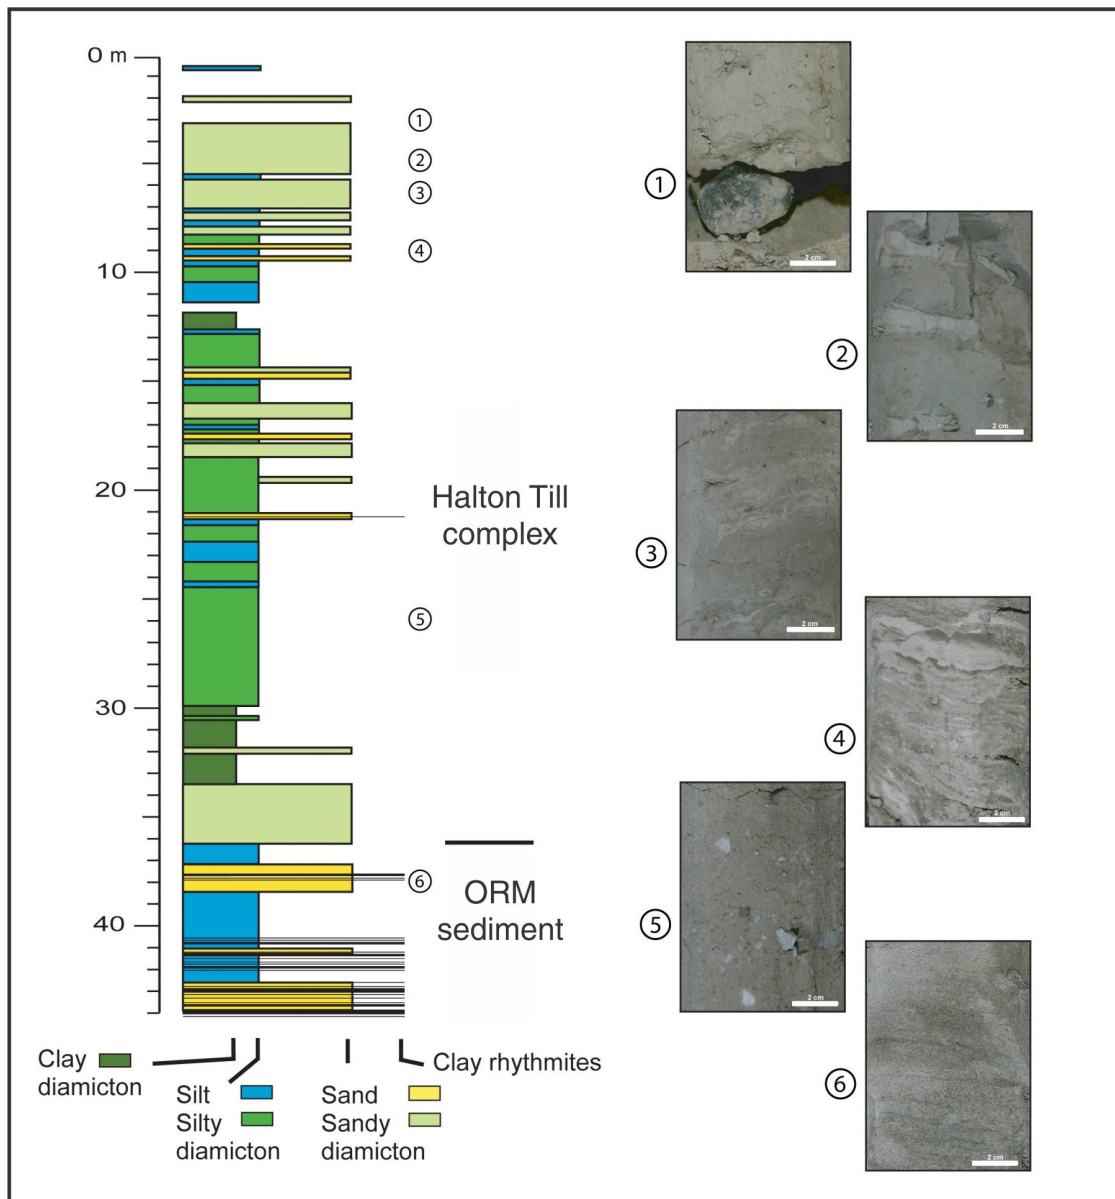 0 m
10
20
30
40
①
②
③
④
⑤
⑥
Halton Till
complex
ORM
sediment
Clay
diamicton
Silt
Silty
diamicton
Sand
Sandy
diamicton
Clay rhythmites
①
2 cm
②
2 cm
③
2 cm
④
2 cm
⑤
2 cm
⑥
2 cm